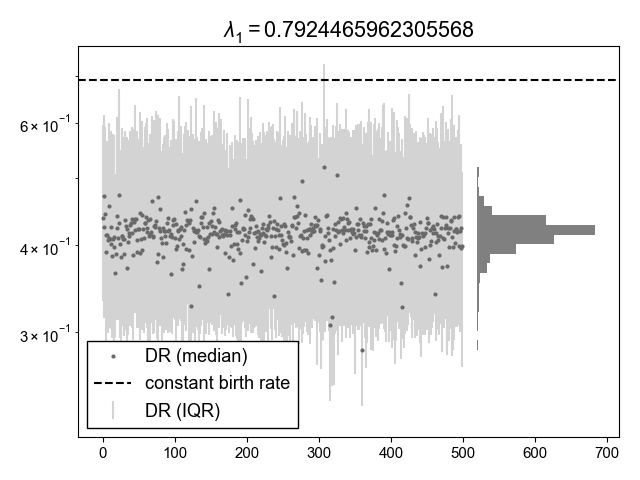 λ₁ = 0.7924465962305568
6 × 10⁻¹
4 × 10⁻¹
3 × 10⁻¹
DR (median)
constant birth rate
DR (IQR)
0 100 200 300 400 500 600 700